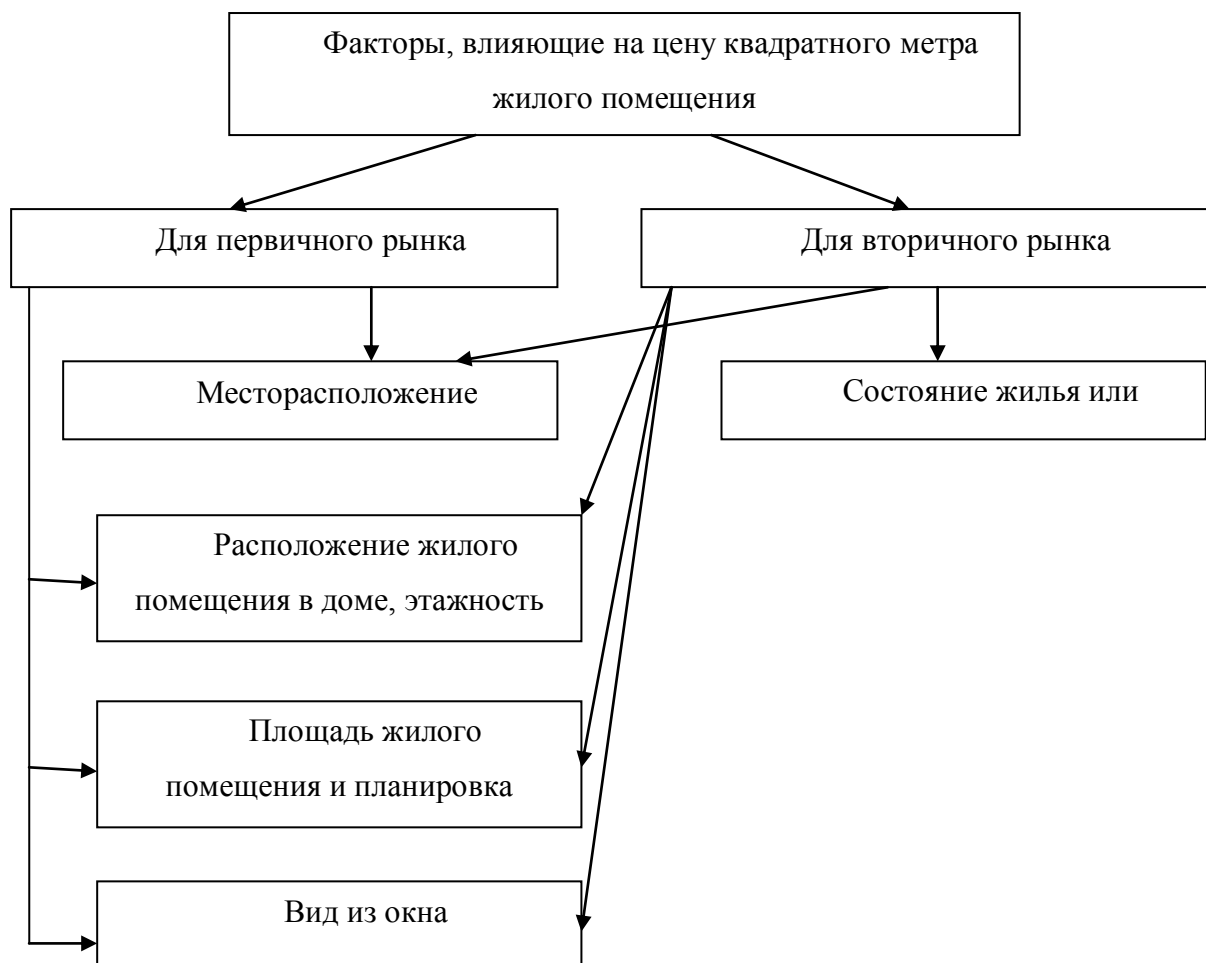 Факторы, влияющие на цену квадратного метра
жилого помещения
Для первичного рынка
Для вторичного рынка
Месторасположение
Состояние жилья или
Расположение жилого
помещения в доме, этажность
Площадь жилого
помещения и планировка
Вид из окна